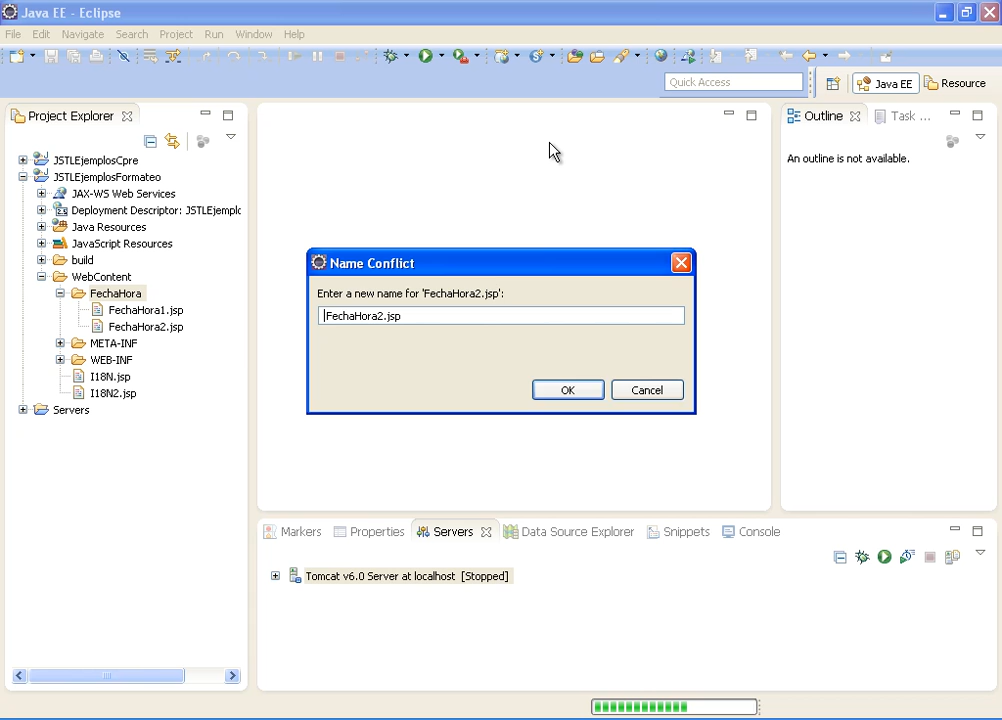 Java EE - Eclipse
File Edit Navigate Search Project Run Window Help
Quick Access
Java EE
Resource
Project Explorer
JSTLEjemplosCpre
JSTLEjemplosFormateo
JAX-WS Web Services
Deployment Descriptor: JSTLEjemplo
Java Resources
JavaScript Resources
build
WebContent
FechaHora
FechaHora1.jsp
FechaHora2.jsp
META-INF
WEB-INF
I18N.jsp
I18N2.jsp
Servers
Name Conflict
Enter a new name for 'FechaHora2.jsp':
FechaHora2.jsp
OK
Cancel
Outline
Task ...
An outline is not available.
Markers
Properties
Servers
Data Source Explorer
Snippets
Console
Tomcat v6.0 Server at localhost [Stopped]